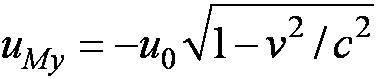 u_{My} = -u_0 \sqrt{1 - v^2 / c^2}